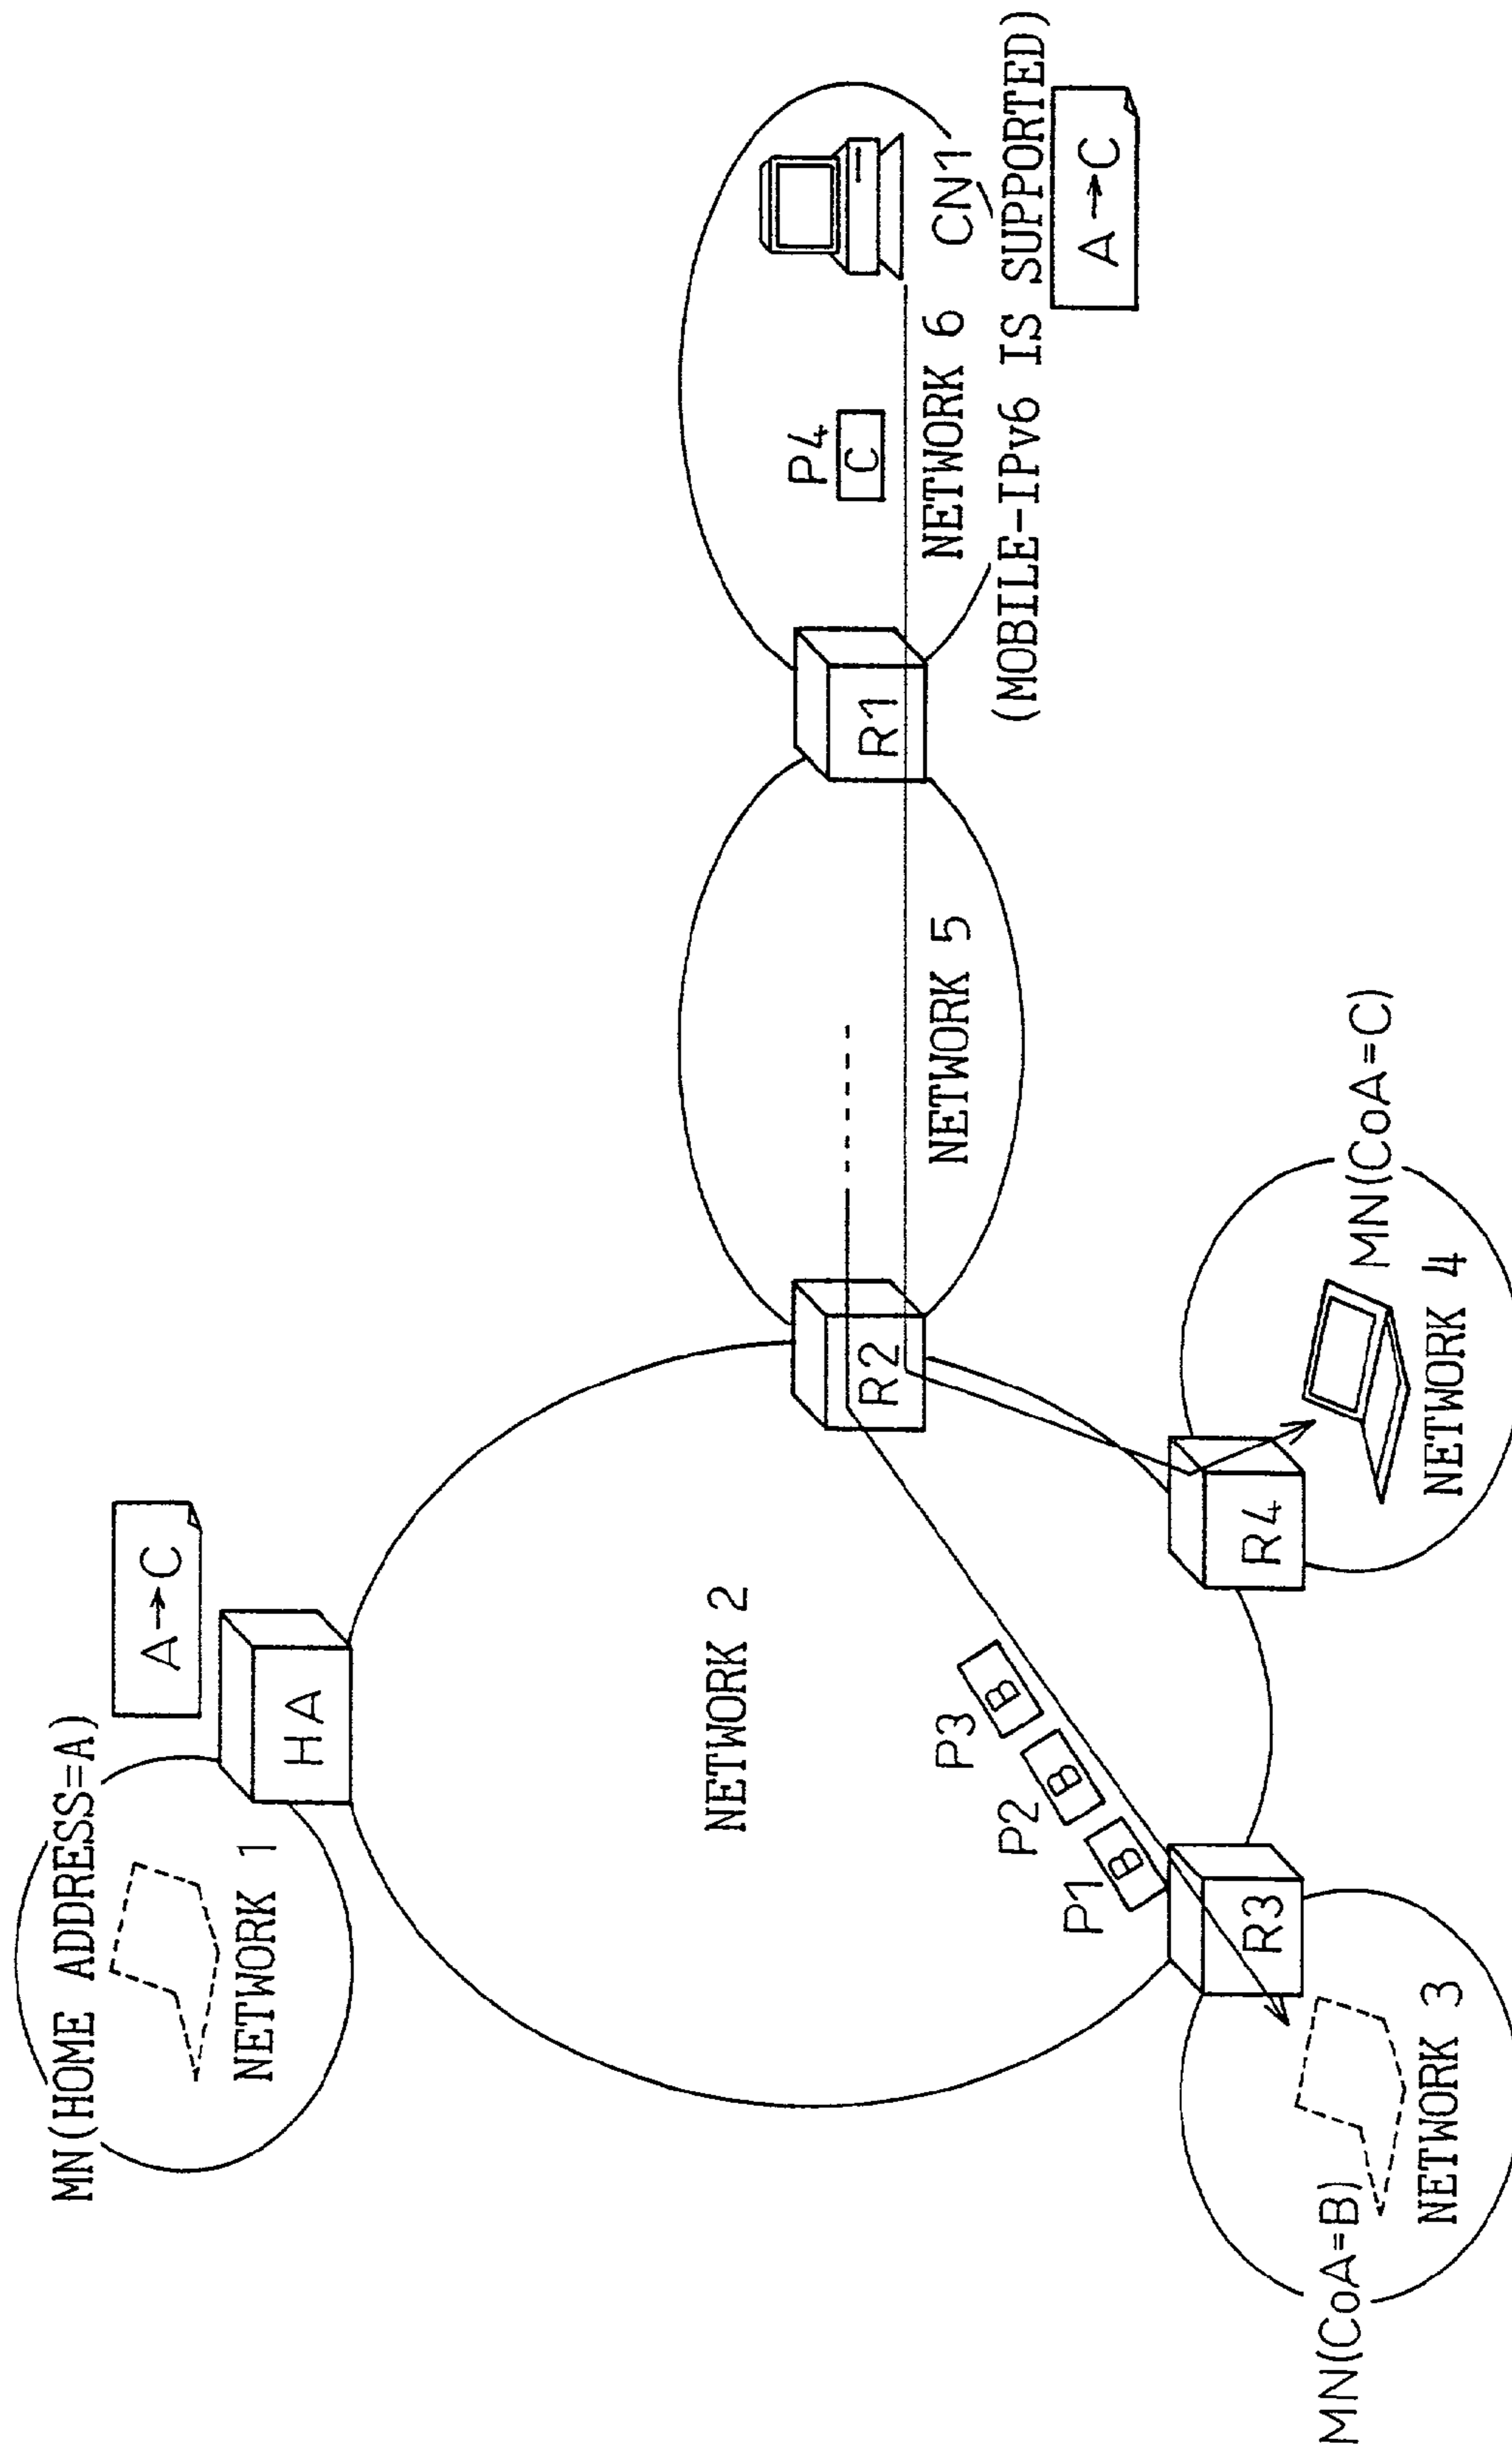 MN(HOME ADDRESS=A)
A→C
HA
NETWORK 1
NETWORK 2
P3
B
P2
B
P1
B
R2
NETWORK 5
R1
P4
C
NETWORK 6
CN1
(MOBILE-IPv6 IS SUPPORTED)
A→C
R3
MN(CoA=B)
NETWORK 3
R4
MN(CoA=C)
NETWORK 4